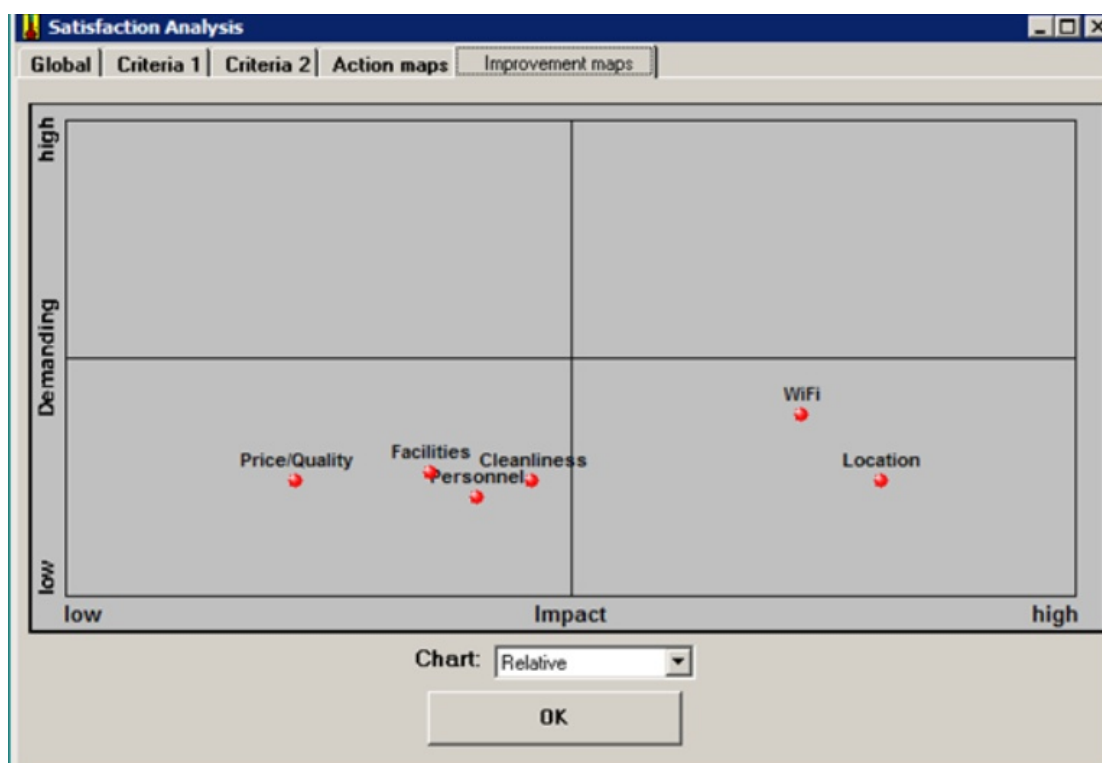 Satisfaction Analysis
Global Criteria 1 Criteria 2 Action maps Improvement maps
high
Demanding
low
WiFi
Facilities
Price/Quality Cleanliness Location
Personnel
low Impact high
Chart: Relative
OK